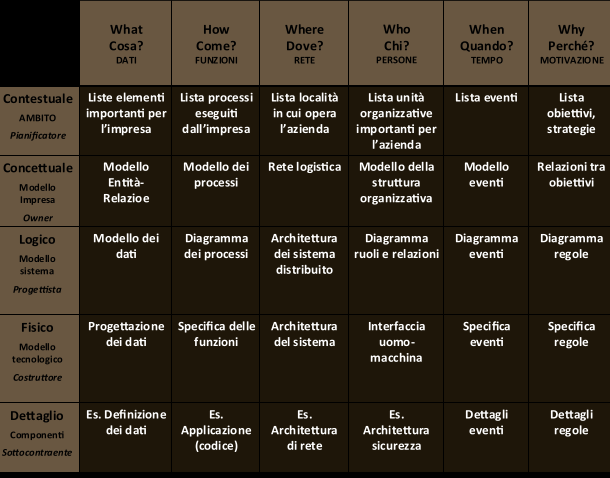 What
Cosa?
DATI
How
Come?
FUNZIONI
Where
Dove?
RETE
Who
Chi?
PERSONE
When
Quando?
TEMPO
Why
Perché?
MOTIVAZIONE
Contestuale
AMBITO
Pianificatore
Liste elementi
importanti per
l'impresa
Lista processi
eseguiti
dall'impresa
Lista località
in cui opera
l'azienda
Lista unità
organizzative
importanti per
l'azienda
Lista eventi
Lista
obiettivi,
strategie
Concettuale
Modello
Impresa
Owner
Modello
Entità-
Relazioe
Modello dei
processi
Rete logistica
Modello della
struttura
organizzativa
Modello
eventi
Relazioni tra
obiettivi
Logico
Modello
sistema
Progettista
Modello dei
dati
Diagramma
dei processi
Architettura
dei sistema
distribuito
Diagramma
ruoli e relazioni
Diagramma
eventi
Diagramma
regole
Fisico
Modello
tecnologico
Costruttore
Progettazione
dei dati
Specifica delle
funzioni
Architettura
del sistema
Interfaccia
uomo-
macchina
Specifica
eventi
Specifica
regole
Dettaglio
Componenti
Sottocontraente
Es. Definizione
dei dati
Es.
Applicazione
(codice)
Es.
Architettura
di rete
Es.
Architettura
sicurezza
Dettagli
eventi
Dettagli
regole